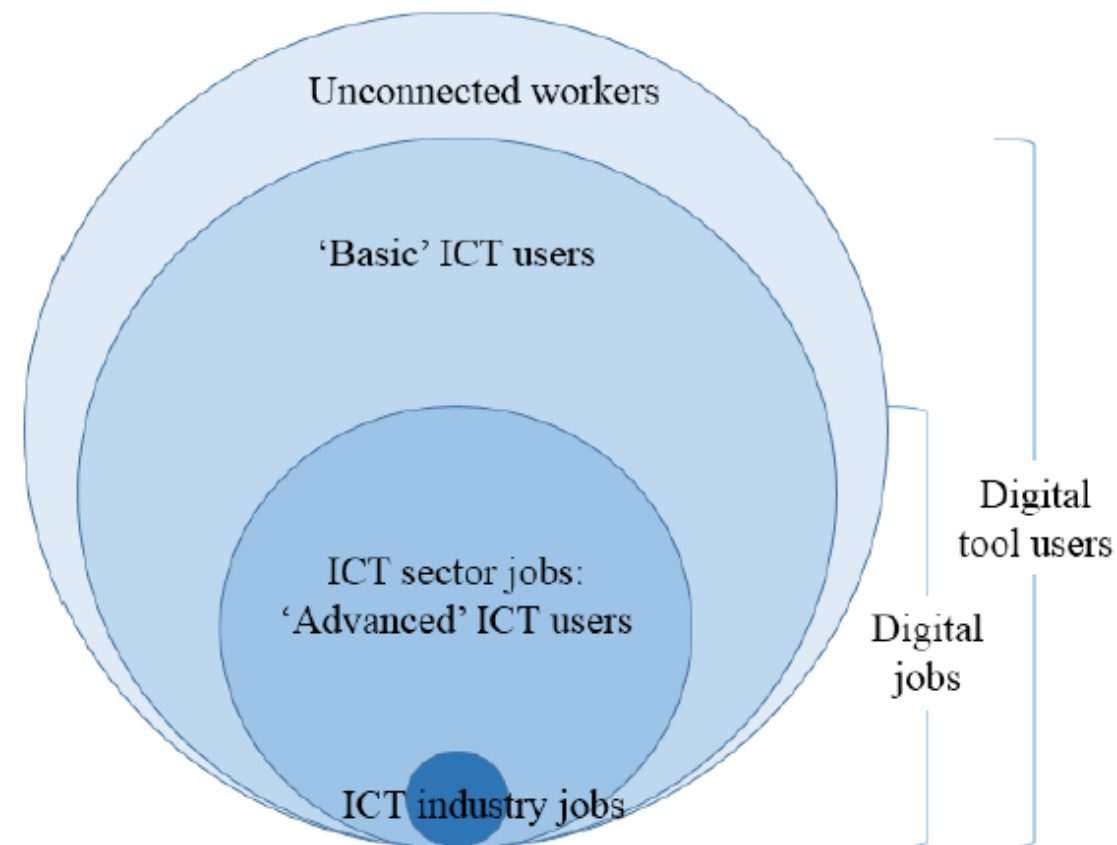 Unconnected workers
‘Basic’ ICT users
ICT sector jobs:
‘Advanced’ ICT users
ICT industry jobs
Digital
jobs
Digital
tool users